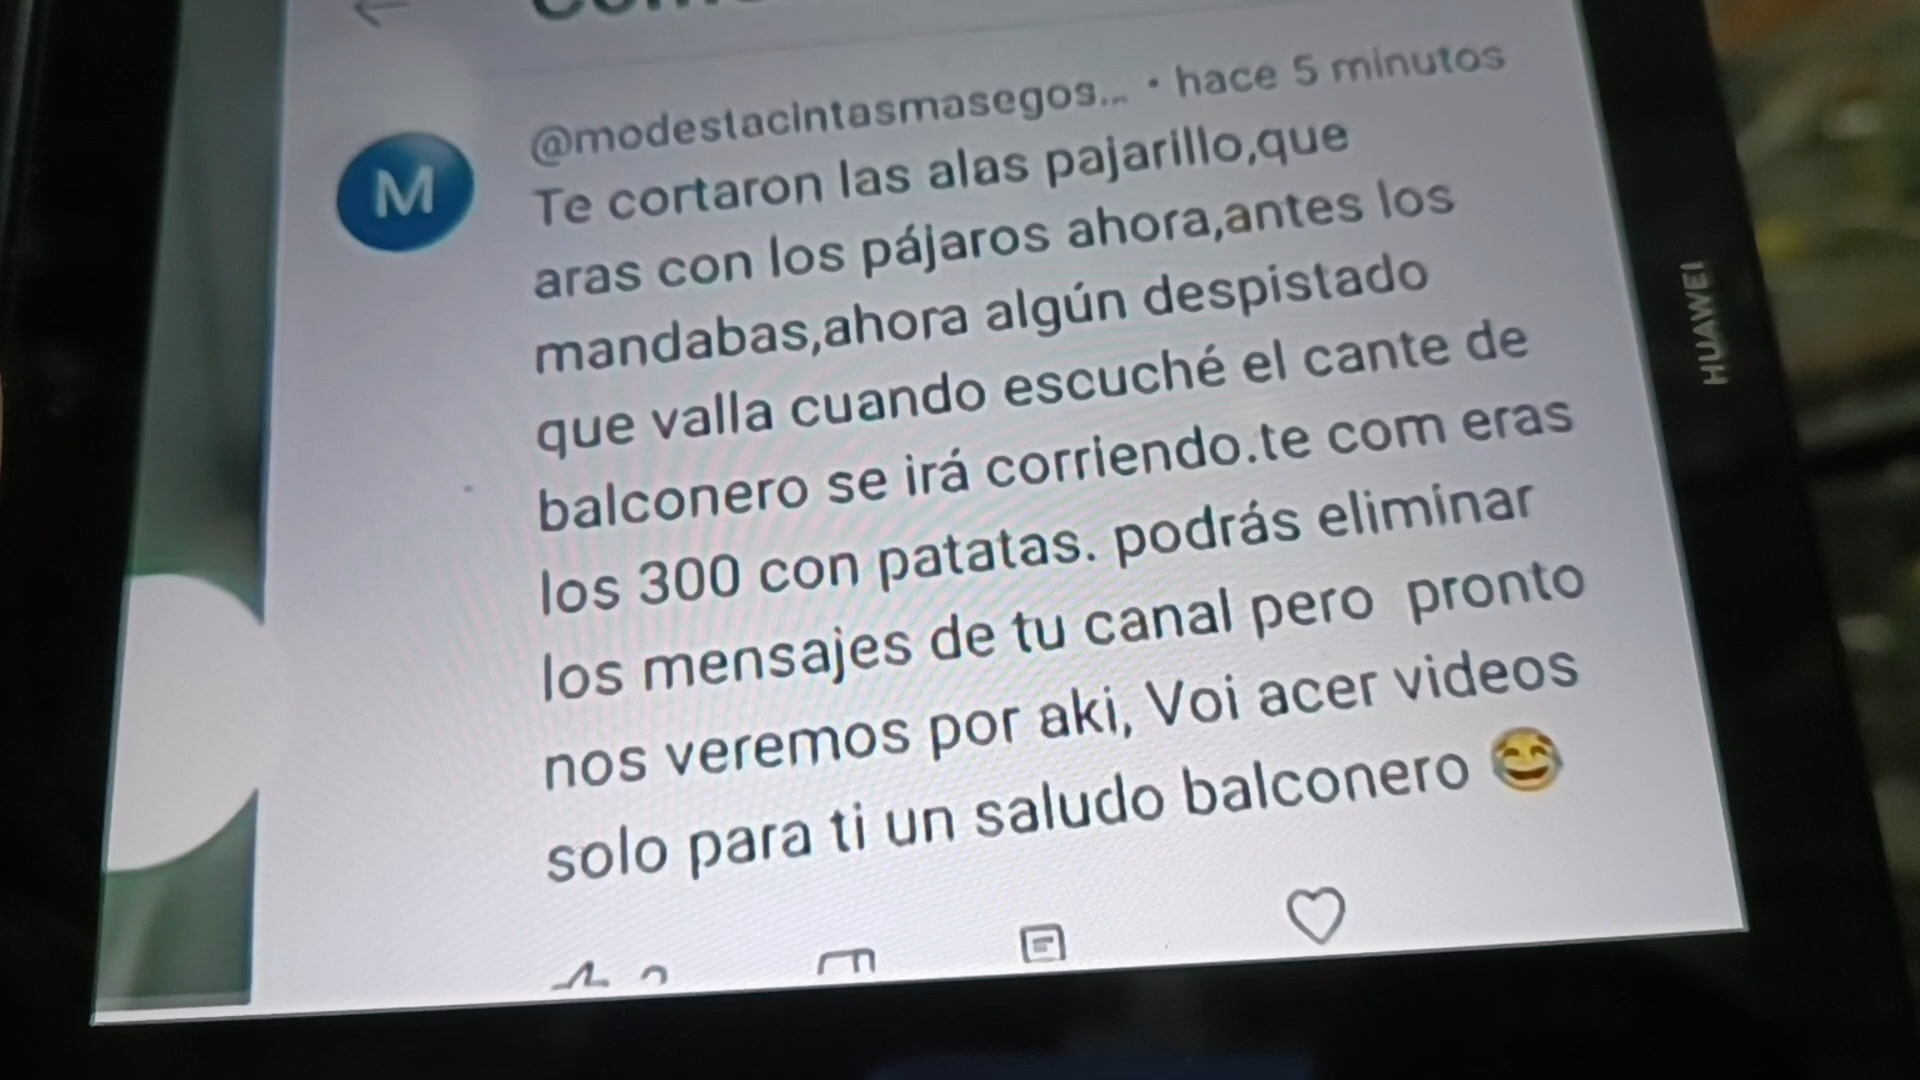 @modestacintasmasegos... · hace 5 minutos
M
Te cortaron las alas pajarillo,que
aras con los pájaros ahora,antes los
mandabas,ahora algún despistado
que valla cuando escuché el cante de
balconero se irá corriendo.te com eras
los 300 con patatas. podrás eliminar
los mensajes de tu canal pero pronto
nos veremos por aki, Voi acer videos
solo para ti un saludo balconero 😂
HUAWEI